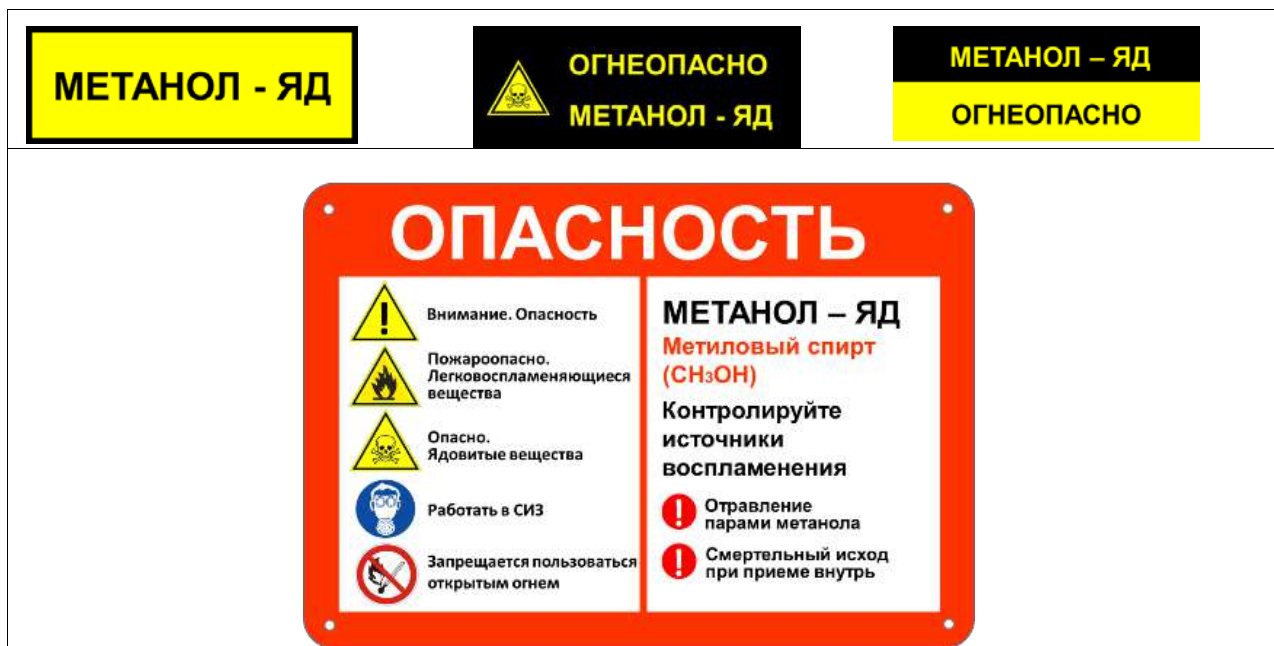 МЕТАНОЛ - ЯД
ОГНЕОПАСНО
МЕТАНОЛ - ЯД
МЕТАНОЛ – ЯД
ОГНЕОПАСНО
ОПАСНОСТЬ
Внимание. Опасность
Пожароопасно.
Легковоспламеняющиеся
вещества
Опасно.
Ядовитые вещества
Работать в СИЗ
Запрещается пользоваться
открытым огнем
МЕТАНОЛ – ЯД
Метиловый спирт
(CH₃OH)
Контролируйте
источники
воспламенения
Отравление
парами метанола
Смертельный исход
при приеме внутрь